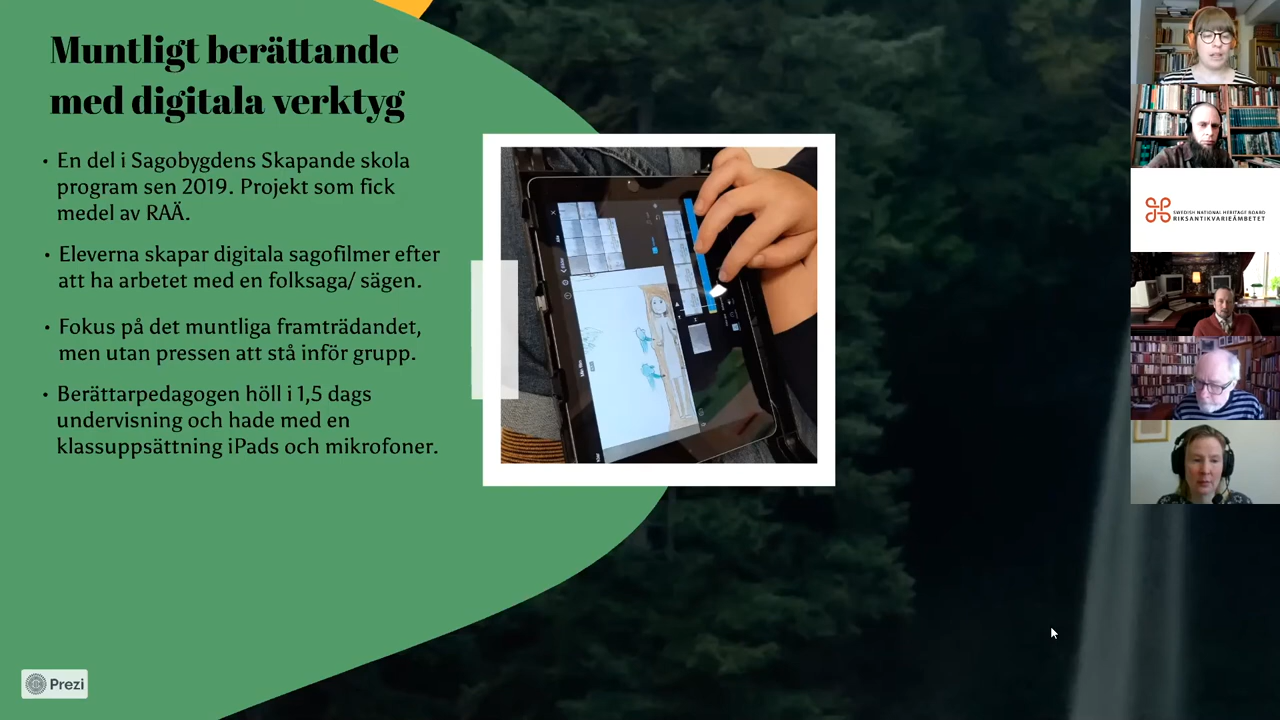 Muntligt berättande
med digitala verktyg
• En del i Sagobygdens Skapande skola
program sen 2019. Projekt som fick
medel av RAÄ.
• Eleverna skapar digitala sagofilmer efter
att ha arbetet med en folksaga/ sägen.
• Fokus på det muntliga framträdandet,
men utan pressen att stå inför grupp.
• Berättarpedagogen höll i 1,5 dags
undervisning och hade med en
klassuppsättning iPads och mikrofoner.
Prezi
SWEDISH NATIONAL HERITAGE BOARD
RIKSANTIKVARIEÄMBETET